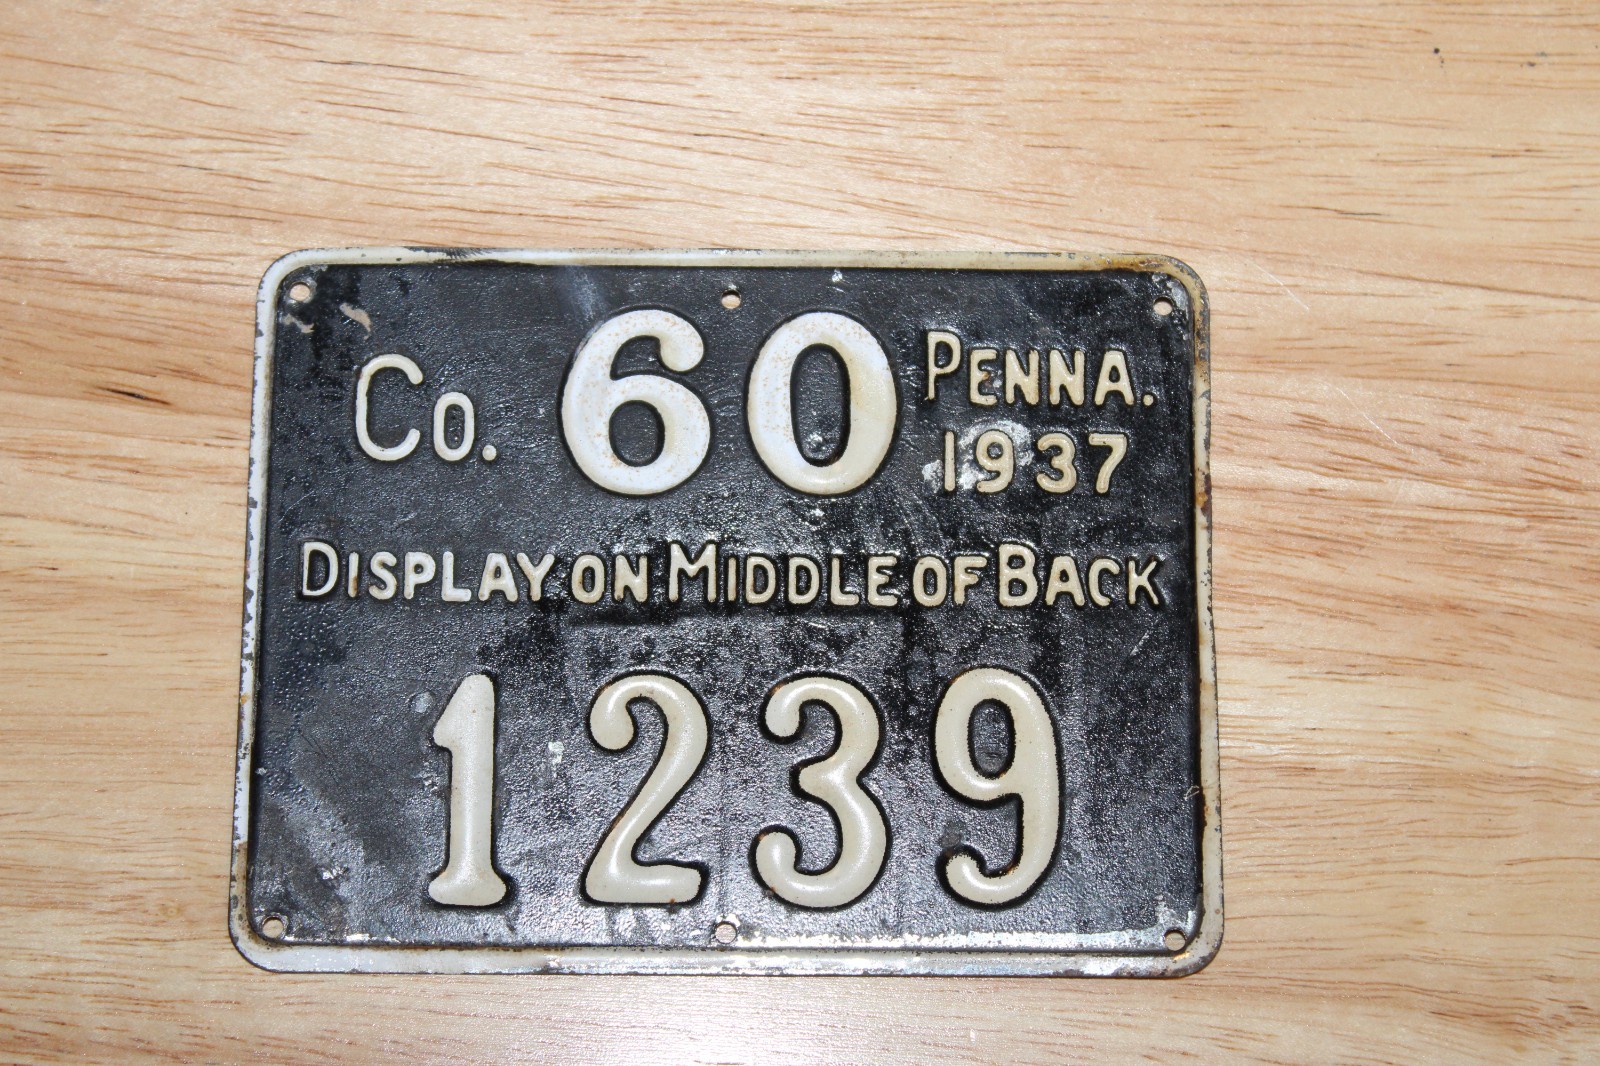 Co. 60 PENNA.
1937
DISPLAY ON MIDDLE OF BACK
1239